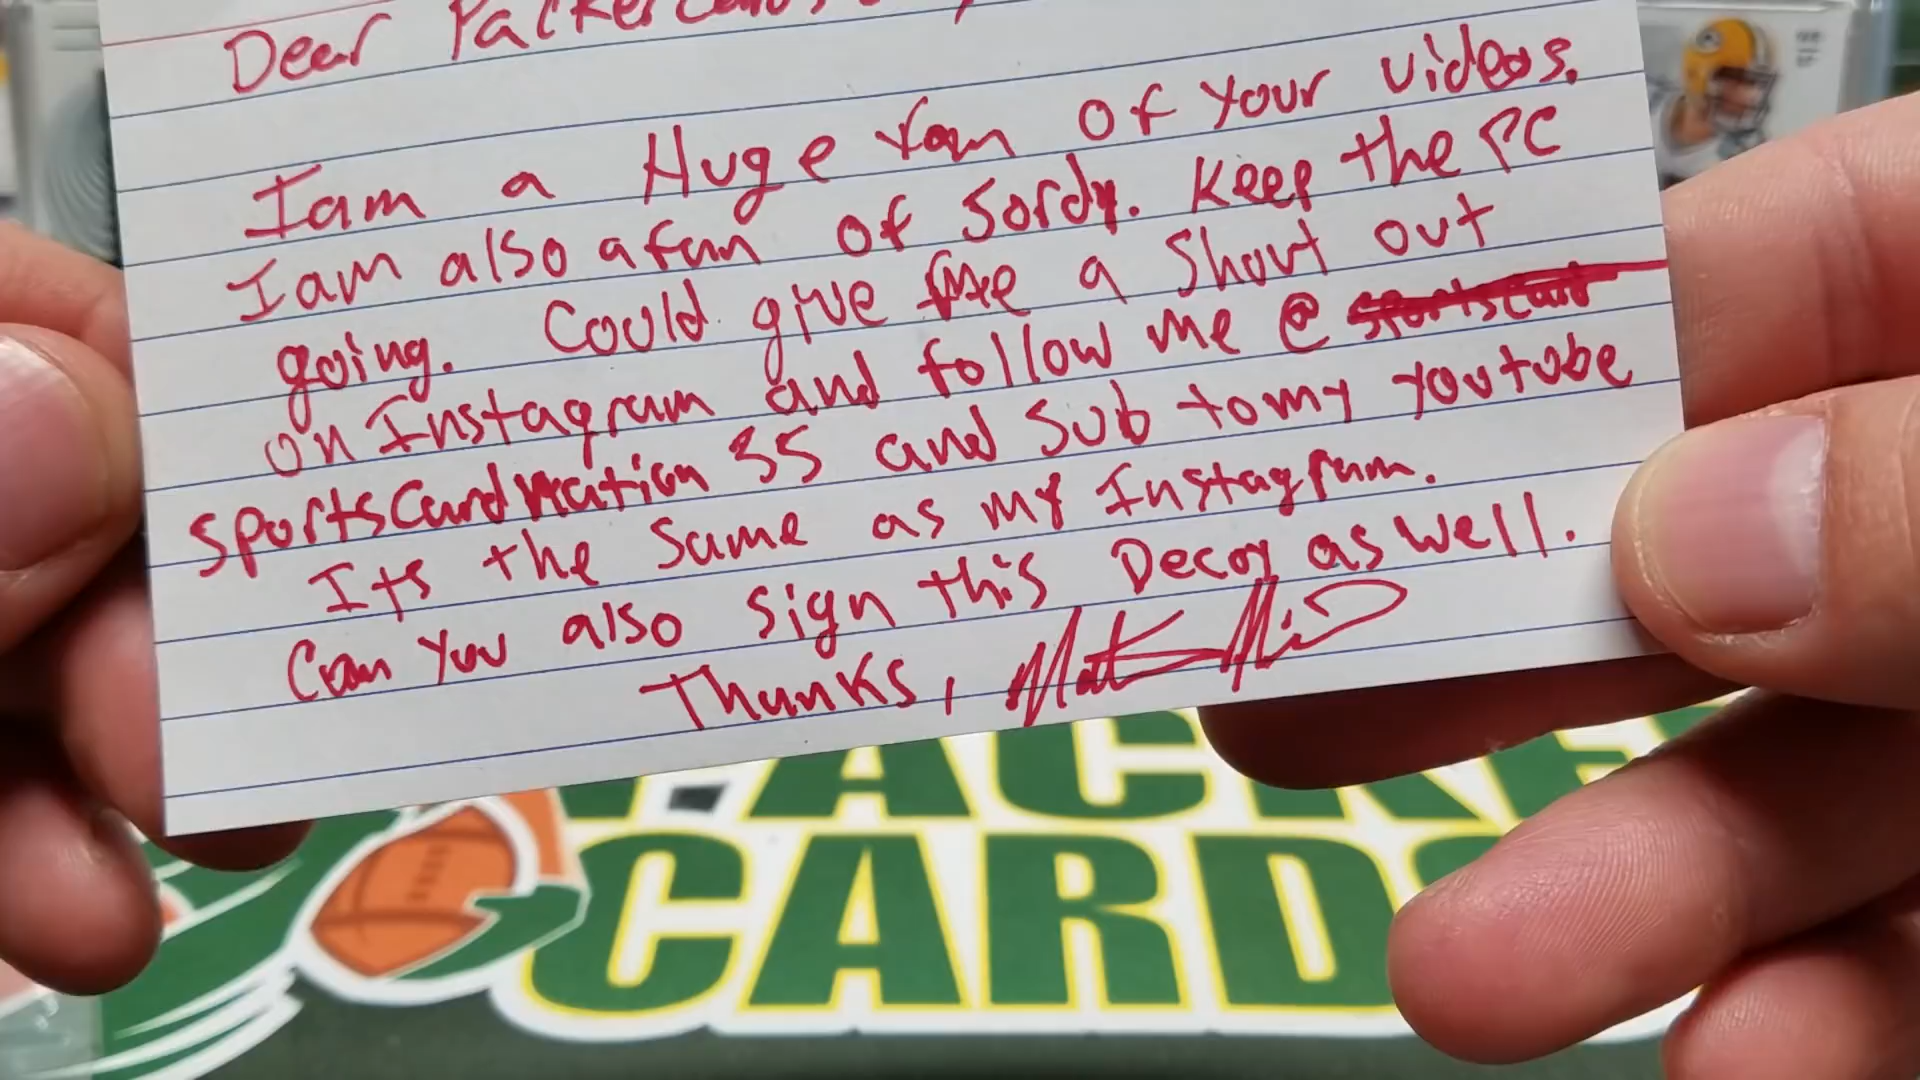 Dear
I am a Huge fan of your videos.
I am also a fan of Jordy. Keep the PC
going. Could give me a Shout out
on Instagram and follow me @ sportscard
sportsCardnation 35 and Sub to my youtube
Its the Same as my Instagram.
Can you also sign this Decoy as well.
Thanks,
PACKER
CARDS